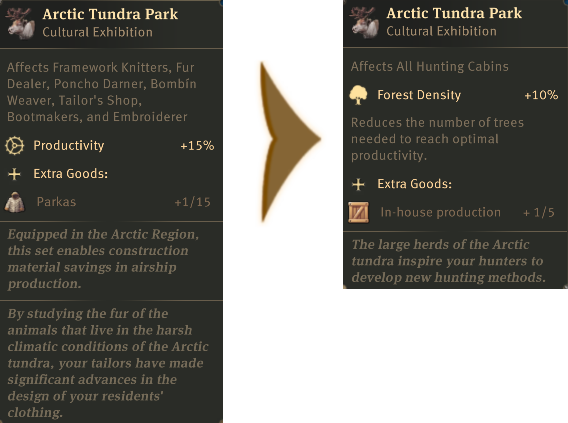 Arctic Tundra Park
Cultural Exhibition
Affects Framework Knitters, Fur
Dealer, Poncho Darner, Bombín
Weaver, Tailor's Shop,
Bootmakers, and Embroiderer
Productivity +15%
Extra Goods:
Parkas +1/15
Equipped in the Arctic Region,
this set enables construction
material savings in airship
production.
By studying the fur of the
animals that live in the harsh
climatic conditions of the Arctic
tundra, your tailors have made
significant advances in the
design of your residents'
clothing.
Arctic Tundra Park
Cultural Exhibition
Affects All Hunting Cabins
Forest Density +10%
Reduces the number of trees
needed to reach optimal
productivity.
Extra Goods:
In-house production + 1/5
The large herds of the Arctic
tundra inspire your hunters to
develop new hunting methods.